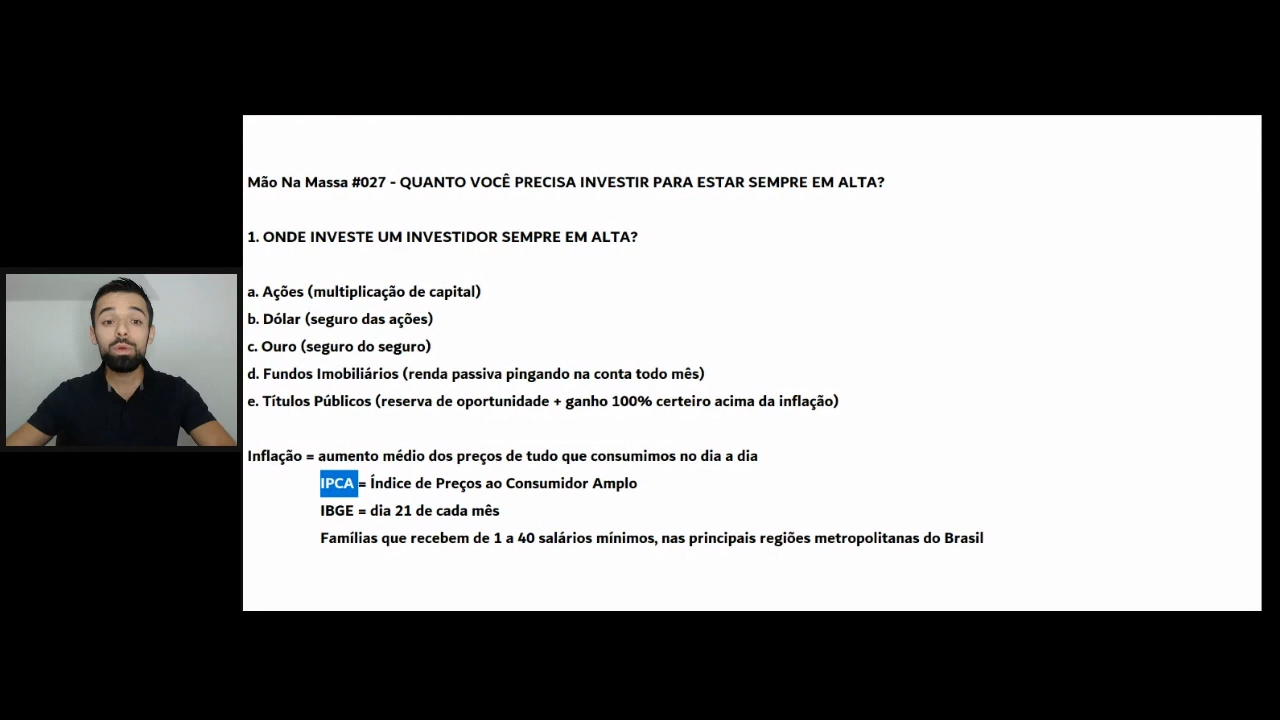 Mão Na Massa #027 - QUANTO VOCÊ PRECISA INVESTIR PARA ESTAR SEMPRE EM ALTA?
1. ONDE INVESTE UM INVESTIDOR SEMPRE EM ALTA?
a. Ações (multiplicação de capital)
b. Dólar (seguro das ações)
c. Ouro (seguro do seguro)
d. Fundos Imobiliários (renda passiva pingando na conta todo mês)
e. Títulos Públicos (reserva de oportunidade + ganho 100% certeiro acima da inflação)
Inflação = aumento médio dos preços de tudo que consumimos no dia a dia
IPCA = Índice de Preços ao Consumidor Amplo
IBGE = dia 21 de cada mês
Famílias que recebem de 1 a 40 salários mínimos, nas principais regiões metropolitanas do Brasil